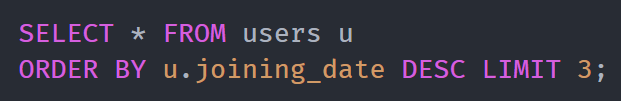 SELECT * FROM users u
ORDER BY u.joining_date DESC LIMIT 3;